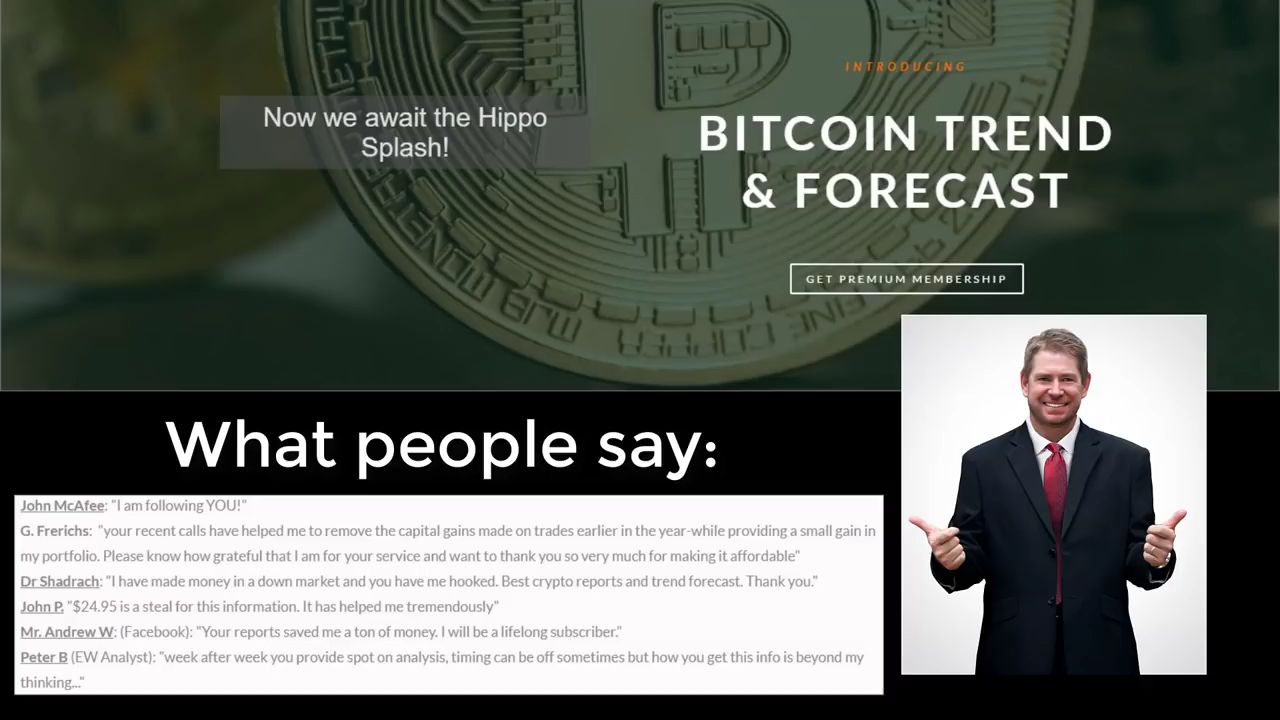 Now we await the Hippo
Splash!
INTRODUCING
BITCOIN TREND
& FORECAST
GET PREMIUM MEMBERSHIP
What people say:
John McAfee: "I am following YOU!"
G. Frerichs:  "your recent calls have helped me to remove the capital gains made on trades earlier in the year-while providing a small gain in
my portfolio. Please know how grateful that I am for your service and want to thank you so very much for making it affordable"
Dr Shadrach: "I have made money in a down market and you have me hooked. Best crypto reports and trend forecast. Thank you."
John P. "$24.95 is a steal for this information. It has helped me tremendously"
Mr. Andrew W: (Facebook): "Your reports saved me a ton of money. I will be a lifelong subscriber."
Peter B (EW Analyst): "week after week you provide spot on analysis, timing can be off sometimes but how you get this info is beyond my
thinking..."